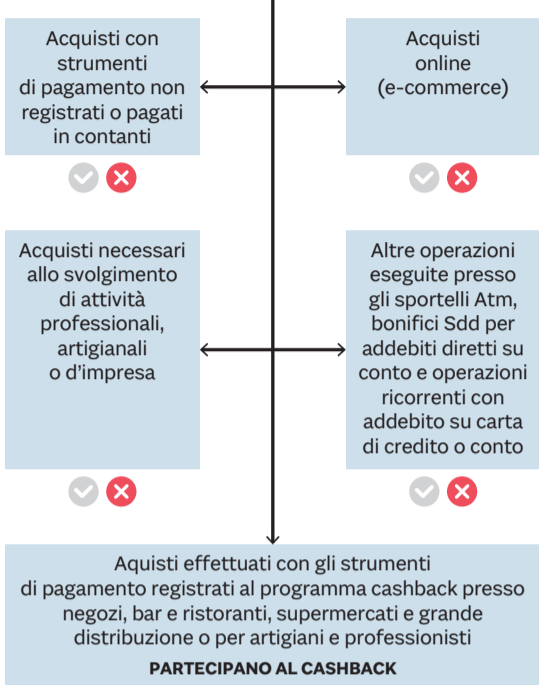 Acquisti con
strumenti
di pagamento non
registrati o pagati
in contanti
Acquisti
online
(e-commerce)
Acquisti necessari
allo svolgimento
di attività
professionali,
artigianali
o d'impresa
Altre operazioni
eseguite presso
gli sportelli Atm,
bonifici Sdd per
addebiti diretti su
conto e operazioni
ricorrenti con
addebito su carta
di credito o conto
Aquisti effettuati con gli strumenti
di pagamento registrati al programma cashback presso
negozi, bar e ristoranti, supermercati e grande
distribuzione o per artigiani e professionisti
PARTECIPANO AL CASHBACK